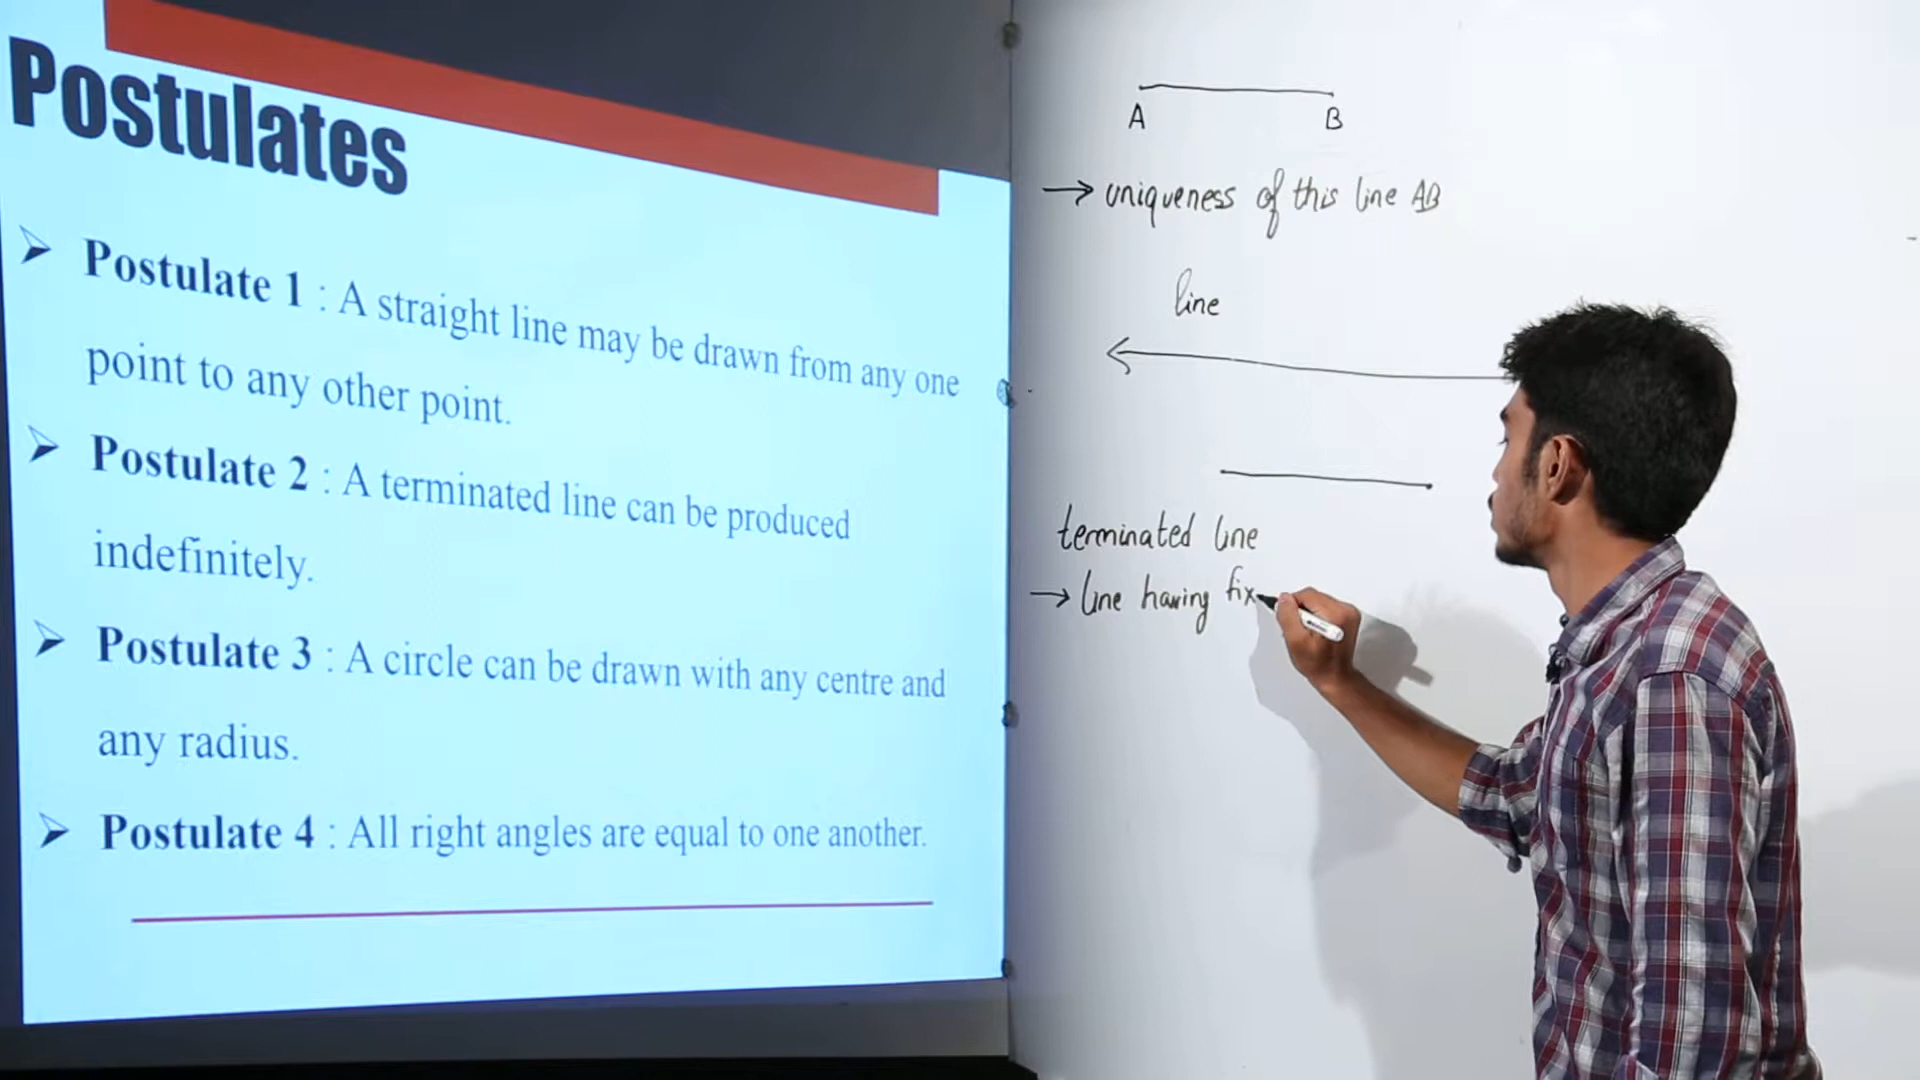 Postulates
Postulate 1 : A straight line may be drawn from any one
point to any other point.
Postulate 2 : A terminated line can be produced
indefinitely.
Postulate 3 : A circle can be drawn with any centre and
any radius.
Postulate 4 : All right angles are equal to one another.
A B
→ uniqueness of this line AB
line
terminated line
→ line having fix